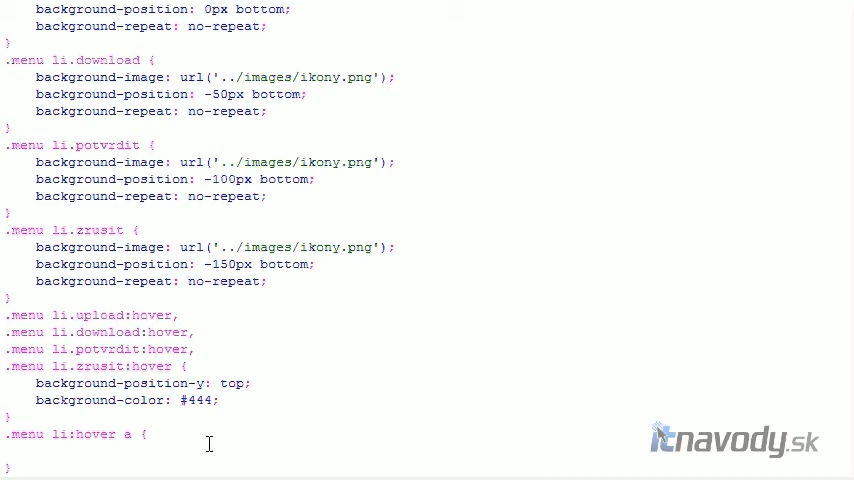 background-position: 0px bottom;
background-repeat: no-repeat;
}
.menu li.download {
background-image: url('../images/ikony.png');
background-position: -50px bottom;
background-repeat: no-repeat;
}
.menu li.potvrdit {
background-image: url('../images/ikony.png');
background-position: -100px bottom;
background-repeat: no-repeat;
}
.menu li.zrusit {
background-image: url('../images/ikony.png');
background-position: -150px bottom;
background-repeat: no-repeat;
}
.menu li.upload:hover,
.menu li.download:hover,
.menu li.potvrdit:hover,
.menu li.zrusit:hover {
background-position-y: top;
background-color: #444;
}
.menu li:hover a {
}
itnavody.sk